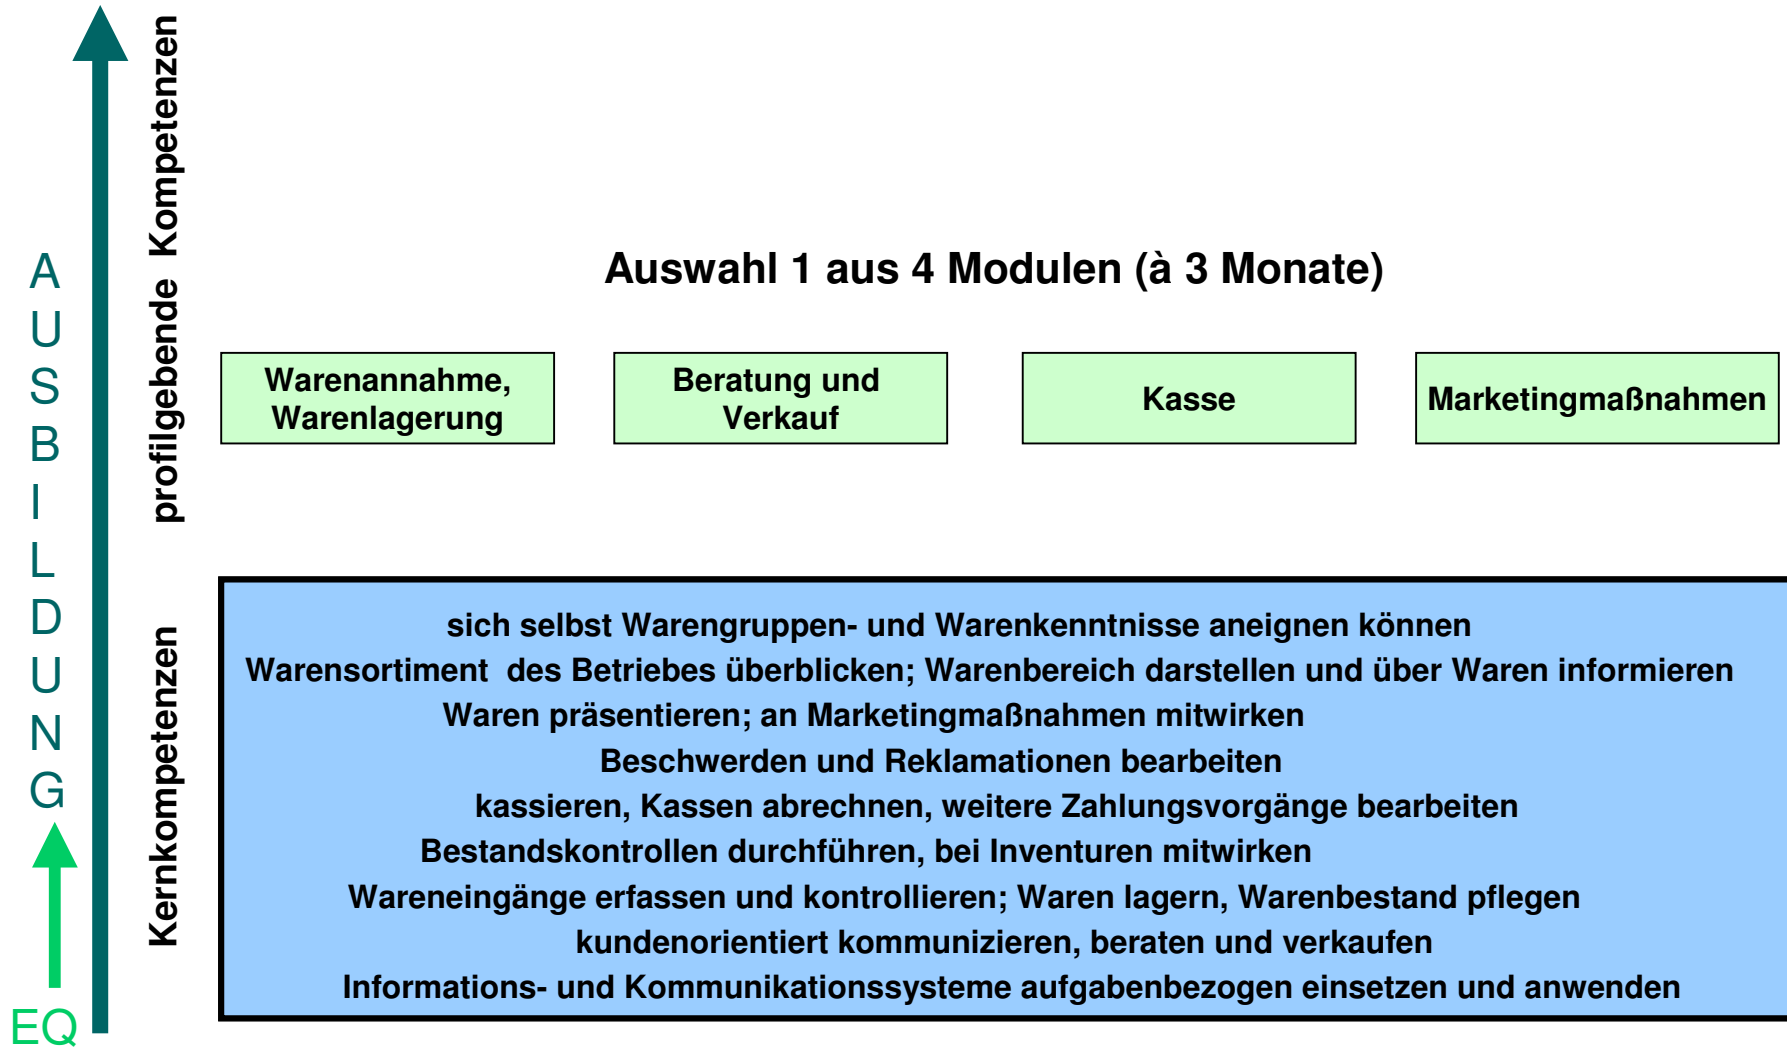 AUSBILDUNG
EQ
profilgebende Kompetenzen
Kernkompetenzen
Auswahl 1 aus 4 Modulen (à 3 Monate)
Warenannahme,
Warenlagerung
Beratung und
Verkauf
Kasse
Marketingmaßnahmen
sich selbst Warengruppen- und Warenkenntnisse aneignen können
Warensortiment des Betriebes überblicken; Warenbereich darstellen und über Waren informieren
Waren präsentieren; an Marketingmaßnahmen mitwirken
Beschwerden und Reklamationen bearbeiten
kassieren, Kassen abrechnen, weitere Zahlungsvorgänge bearbeiten
Bestandskontrollen durchführen, bei Inventuren mitwirken
Wareneingänge erfassen und kontrollieren; Waren lagern, Warenbestand pflegen
kundenorientiert kommunizieren, beraten und verkaufen
Informations- und Kommunikationssysteme aufgabenbezogen einsetzen und anwenden